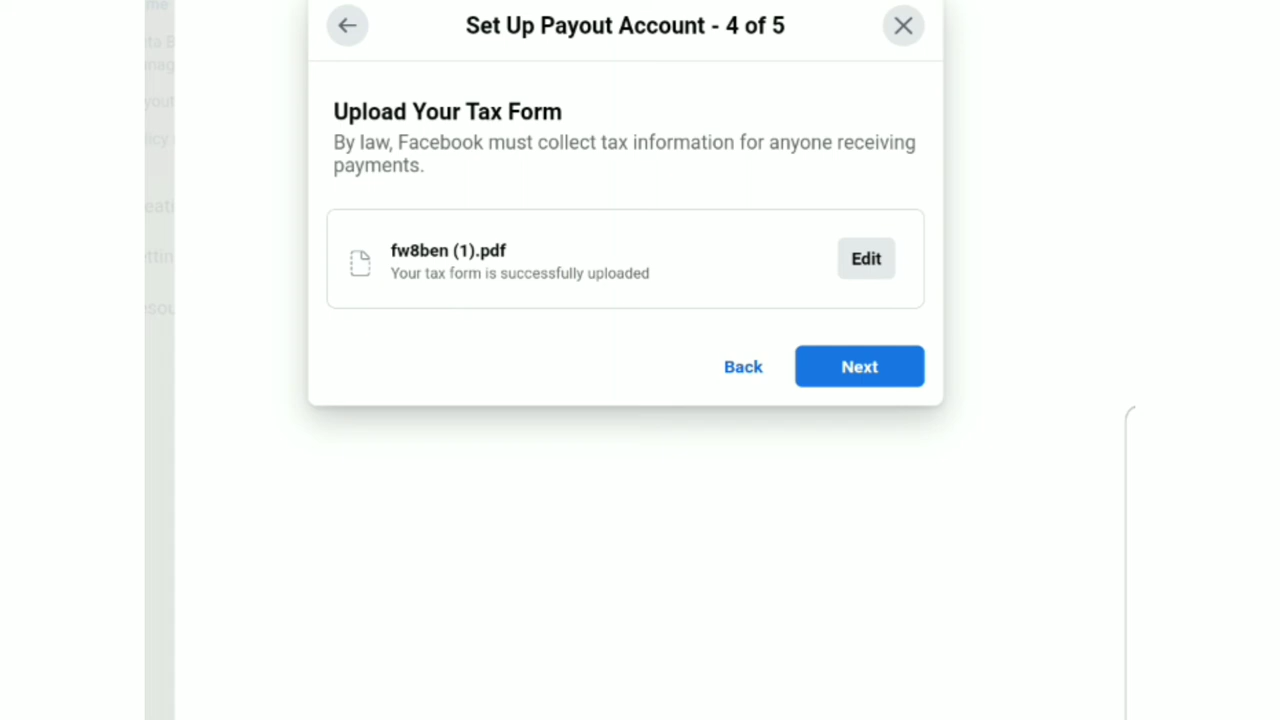 Set Up Payout Account - 4 of 5
Upload Your Tax Form
By law, Facebook must collect tax information for anyone receiving
payments.
fw8ben (1).pdf
Your tax form is successfully uploaded
Edit
Back
Next